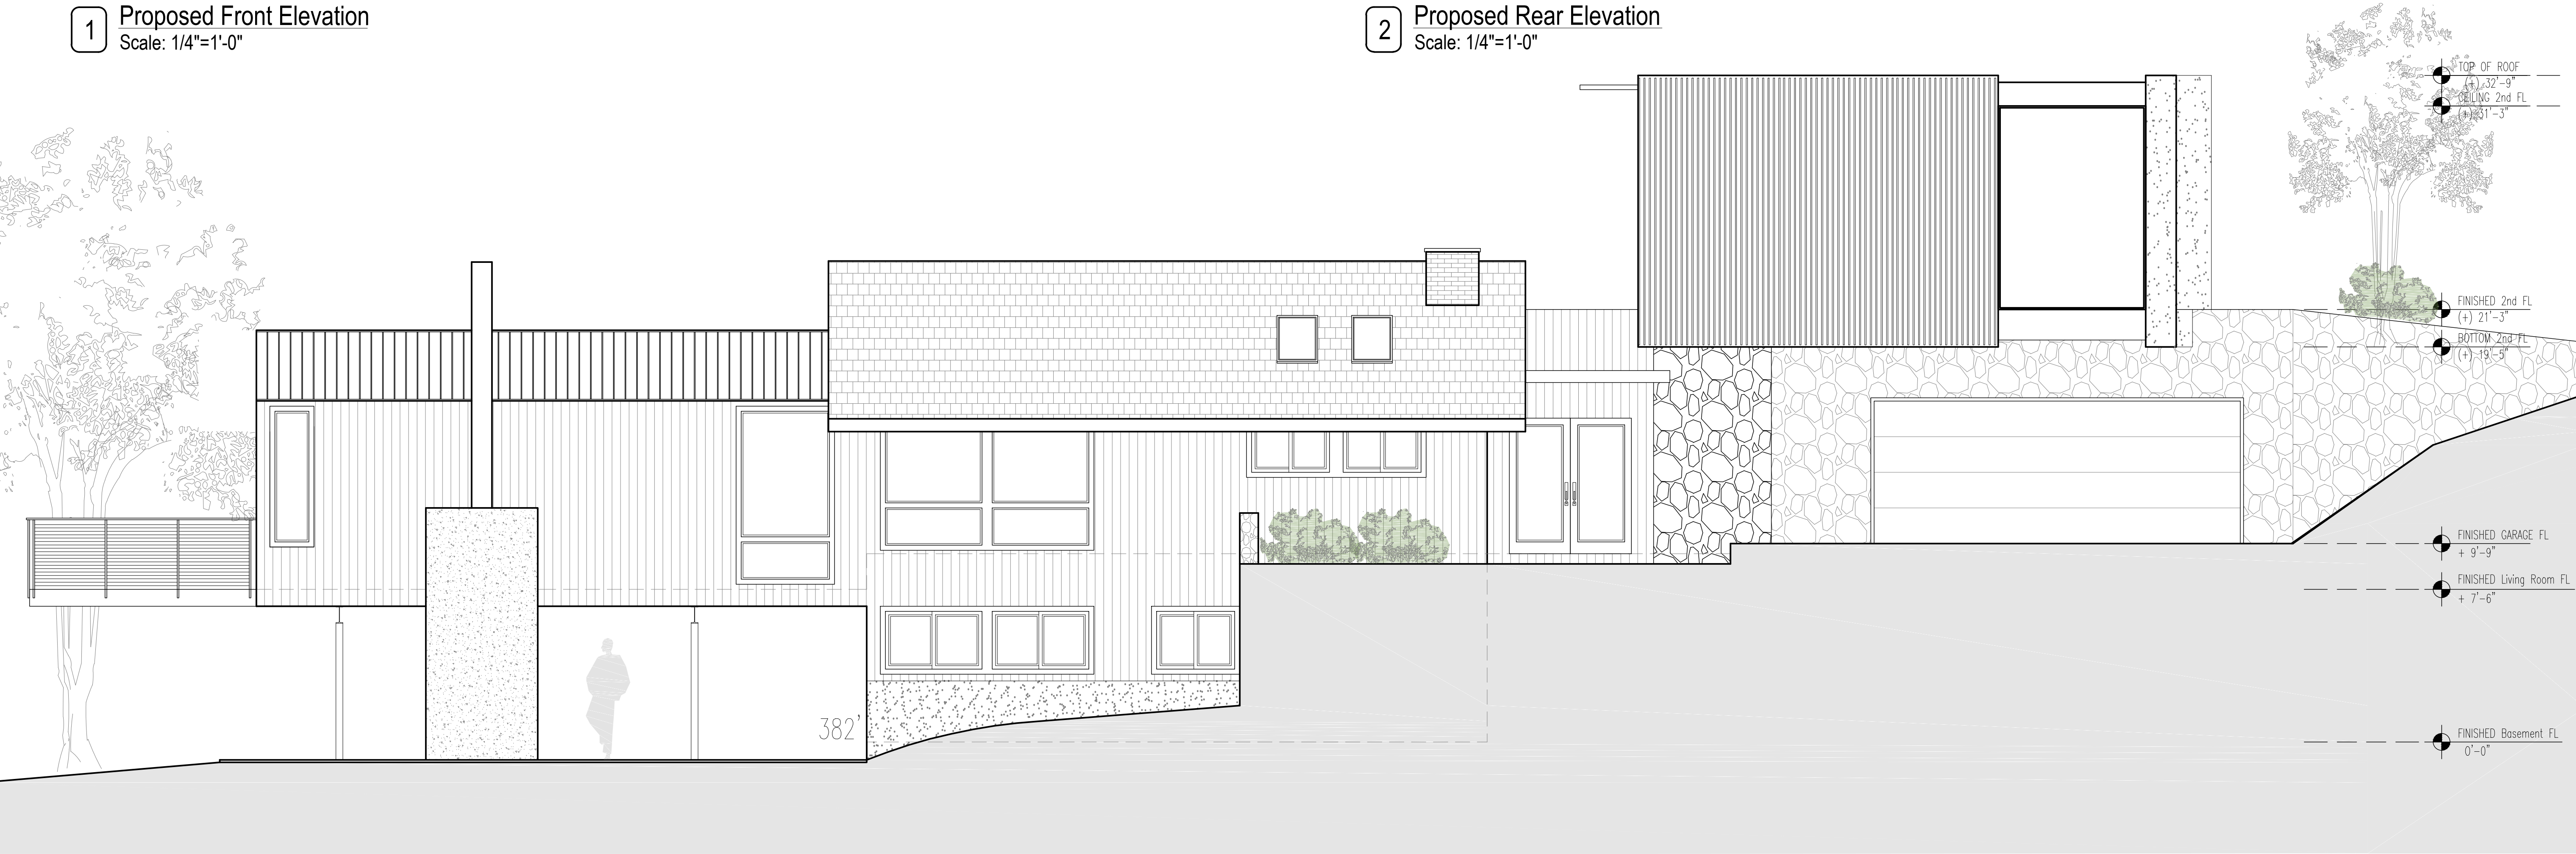 1
Proposed Front Elevation
Scale: 1/4"=1'-0"
2
Proposed Rear Elevation
Scale: 1/4"=1'-0"
TOP OF ROOF
(+) 32'-9"
CEILING 2nd FL
(+) 31'-3"
FINISHED 2nd FL
(+) 21'-3"
BOTTOM 2nd FL
(+) 19'-5"
FINISHED GARAGE FL
+ 9'-9"
FINISHED Living Room FL
+ 7'-6"
382'
FINISHED Basement FL
0'-0"